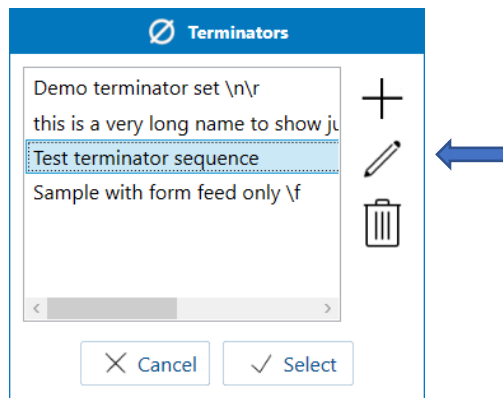 Terminators
Demo terminator set \n\r
this is a very long name to show
Test terminator sequence
Sample with form feed only \f
Cancel
Select